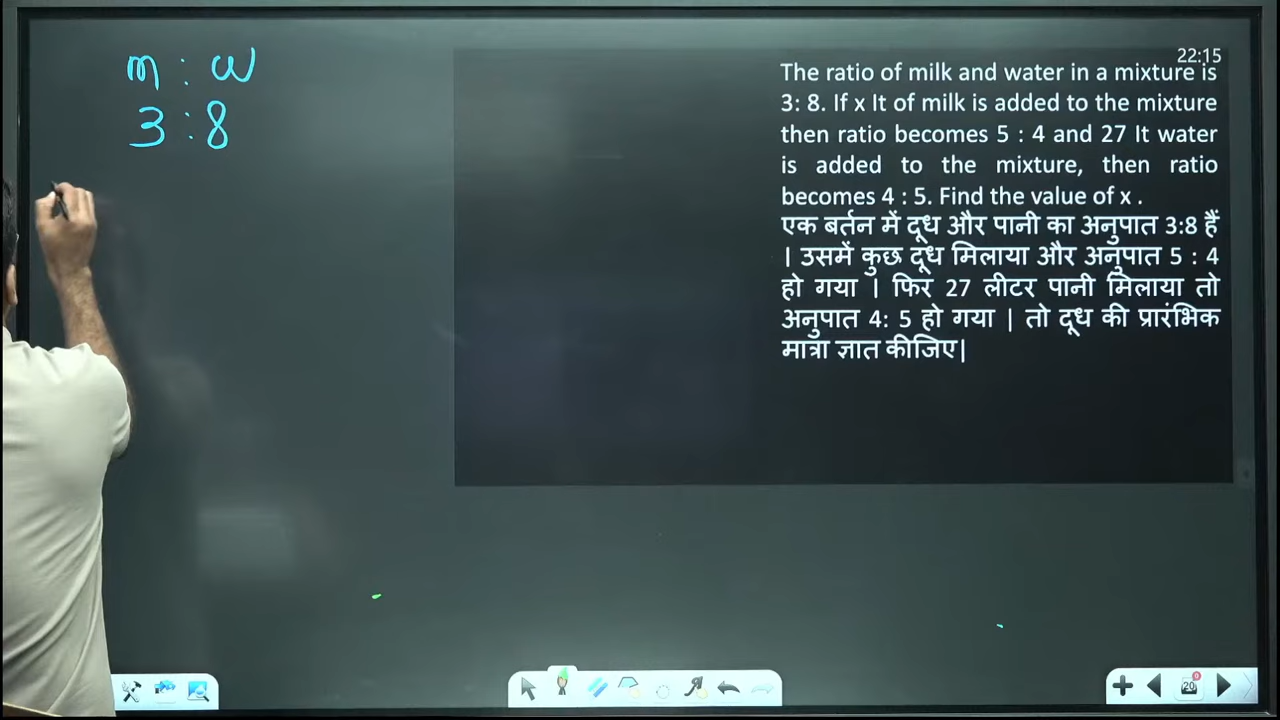 m : w
3 : 8
22:15
The ratio of milk and water in a mixture is
3: 8. If x lt of milk is added to the mixture
then ratio becomes 5 : 4 and 27 lt water
is added to the mixture, then ratio
becomes 4 : 5. Find the value of x .
एक बर्तन में दूध और पानी का अनुपात 3:8 हैं
| उसमें कुछ दूध मिलाया और अनुपात 5 : 4
हो गया | फिर 27 लीटर पानी मिलाया तो
अनुपात 4: 5 हो गया | तो दूध की प्रारंभिक
मात्रा ज्ञात कीजिए|
20